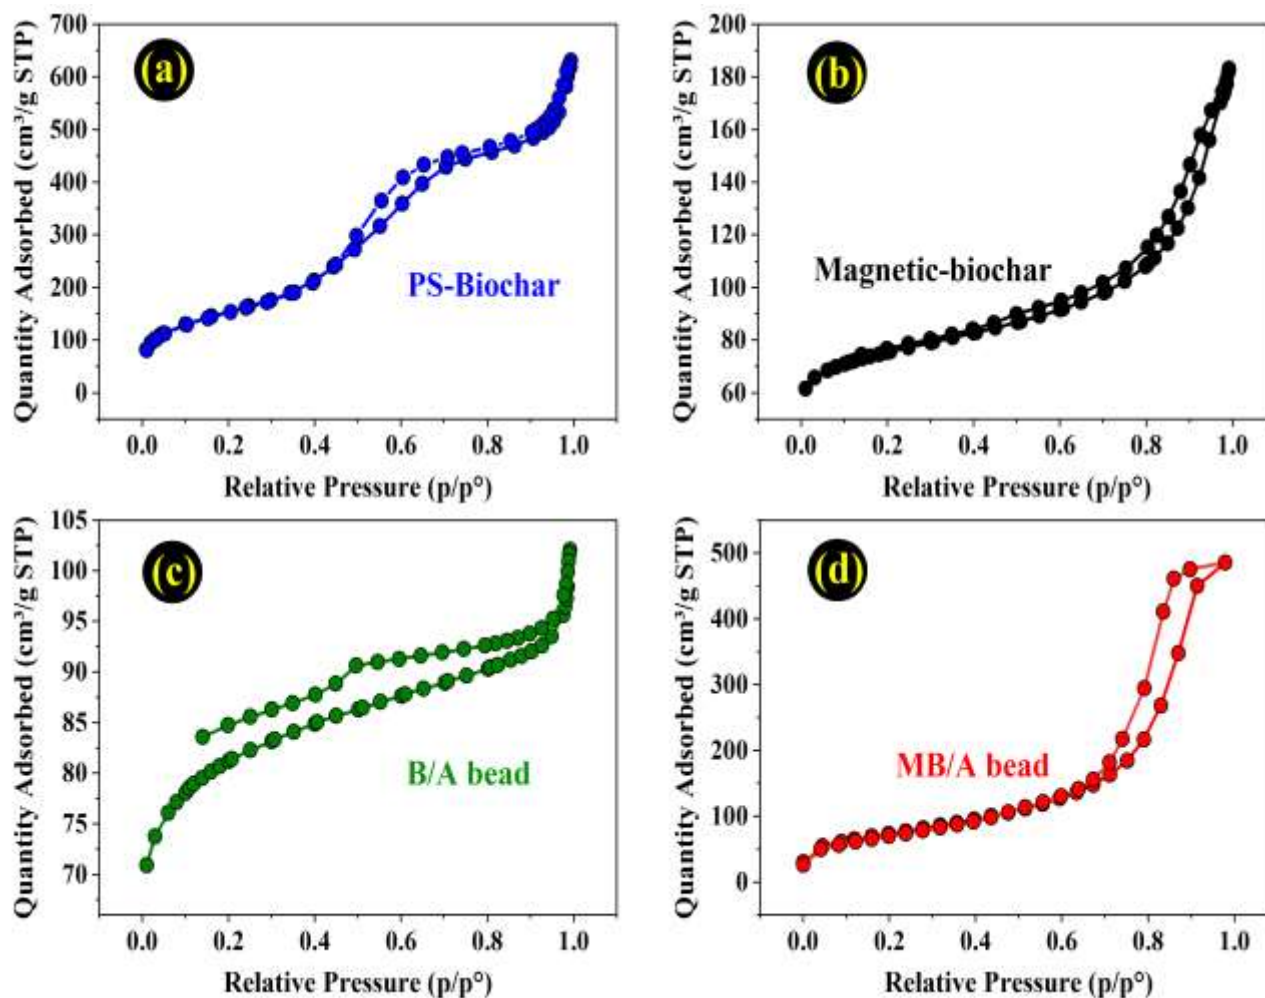 Quantity Adsorbed (cm³/g STP)
700
600
500
400
300
200
100
0
(a)
PS-Biochar
0.0 0.2 0.4 0.6 0.8 1.0
Relative Pressure (p/p°)
Quantity Adsorbed (cm³/g STP)
200
180
160
140
120
100
80
60
(b)
Magnetic-biochar
0.0 0.2 0.4 0.6 0.8 1.0
Relative Pressure (p/p°)
Quantity Adsorbed (cm³/g STP)
105
100
95
90
85
80
75
70
(c)
B/A bead
0.0 0.2 0.4 0.6 0.8 1.0
Relative Pressure (p/p°)
Quantity Adsorbed (cm³/g STP)
500
400
300
200
100
0
(d)
MB/A bead
0.0 0.2 0.4 0.6 0.8 1.0
Relative Pressure (p/p°)